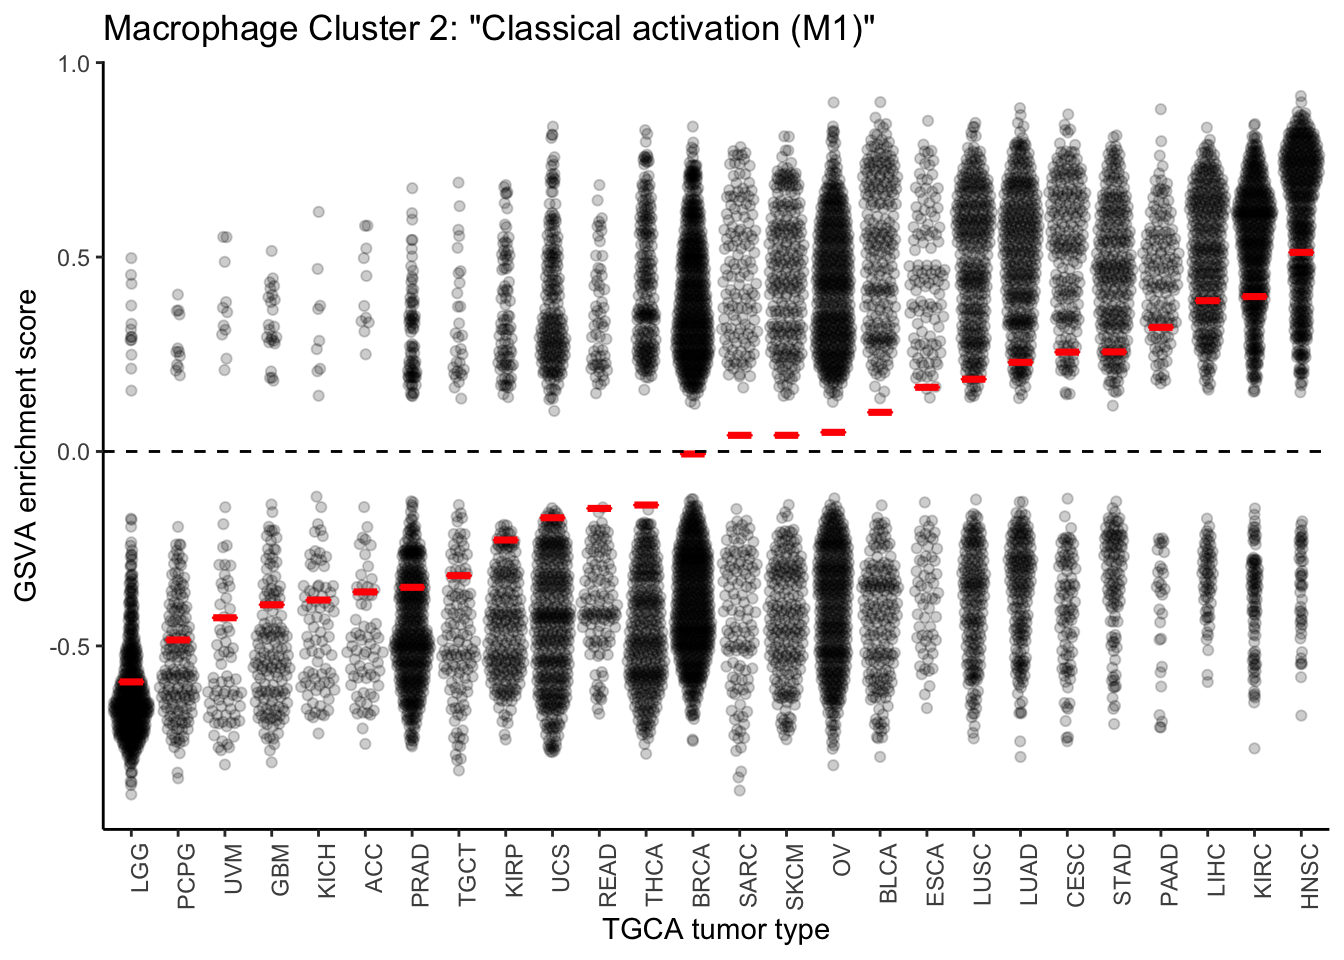 Macrophage Cluster 2: "Classical activation (M1)"
1.0
0.5
0.0
-0.5
GSVA enrichment score
LGG
PCPG
UVM
GBM
KICH
ACC
PRAD
TGCT
KIRP
UCS
READ
THCA
BRCA
SARC
SKCM
OV
BLCA
ESCA
LUSC
LUAD
CESC
STAD
PAAD
LIHC
KIRC
HNSC
TGCA tumor type